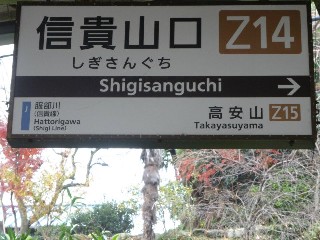 信貴山口 Z14
しぎさんぐち
Shigisanguchi →
服部川
(信貴線)
Hattorigawa
(Shigi Line)
高安山 Z15
Takayasuyama